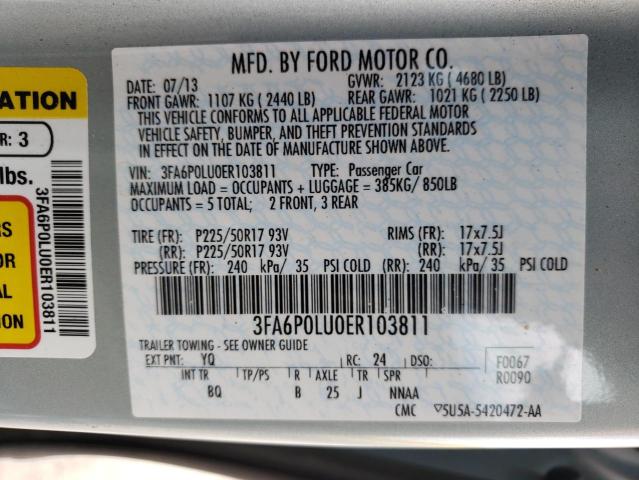 MFD. BY FORD MOTOR CO.
DATE: 07/13 GVWR: 2123 KG ( 4680 LB)
FRONT GAWR: 1107 KG ( 2440 LB) REAR GAWR: 1021 KG ( 2250 LB)
THIS VEHICLE CONFORMS TO ALL APPLICABLE FEDERAL MOTOR
VEHICLE SAFETY, BUMPER, AND THEFT PREVENTION STANDARDS
IN EFFECT ON THE DATE OF MANUFACTURE SHOWN ABOVE.
VIN: 3FA6P0LU0ER103811 TYPE: Passenger Car
MAXIMUM LOAD = OCCUPANTS + LUGGAGE = 385KG/ 850LB
OCCUPANTS = 5 TOTAL; 2 FRONT, 3 REAR
TIRE (FR): P225/50R17 93V RIMS (FR): 17x7.5J
(RR): P225/50R17 93V (RR): 17x7.5J
PRESSURE (FR): 240 kPa/ 35 PSI COLD (RR): 240 kPa/ 35 PSI COLD
3FA6P0LU0ER103811
TRAILER TOWING - SEE OWNER GUIDE
EXT PNT: YQ RC: 24 DSO: F0067
R0090
INT TR TP/PS R AXLE TR SPR
BQ B 25 J NNAA
CMC ▽5U5A-5420472-AA
ATION
R: 3
lbs.
RS
OR
AL
ION
3FA6P0LU0ER103811